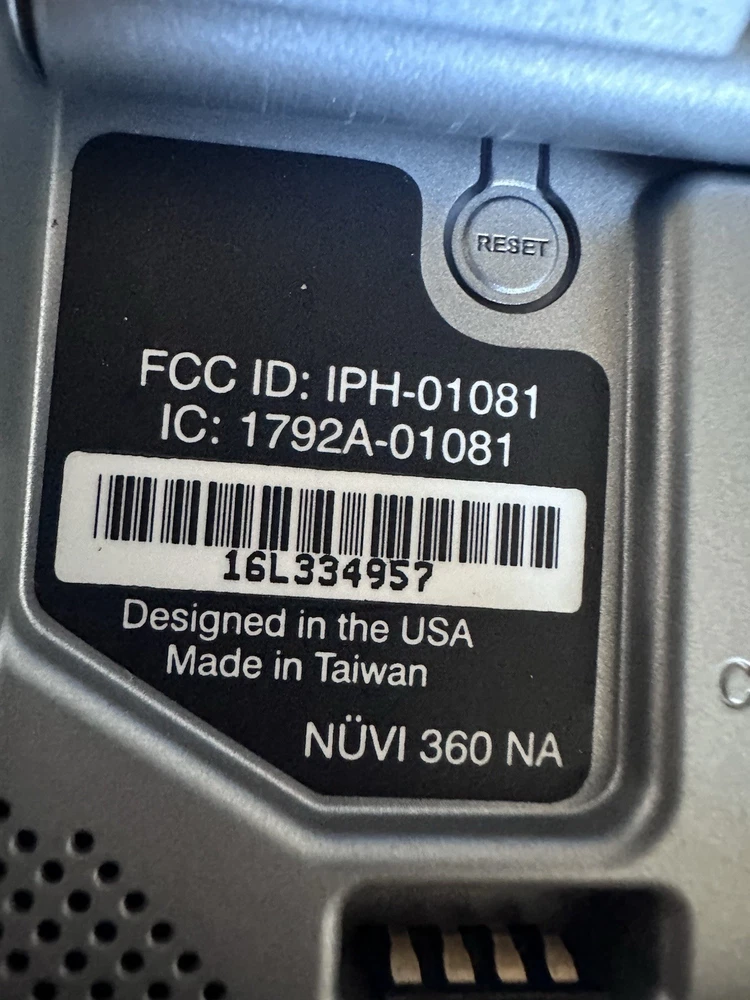 RESET
FCC ID: IPH-01081
IC: 1792A-01081
16L334957
Designed in the USA
Made in Taiwan
NÜVI 360 NA